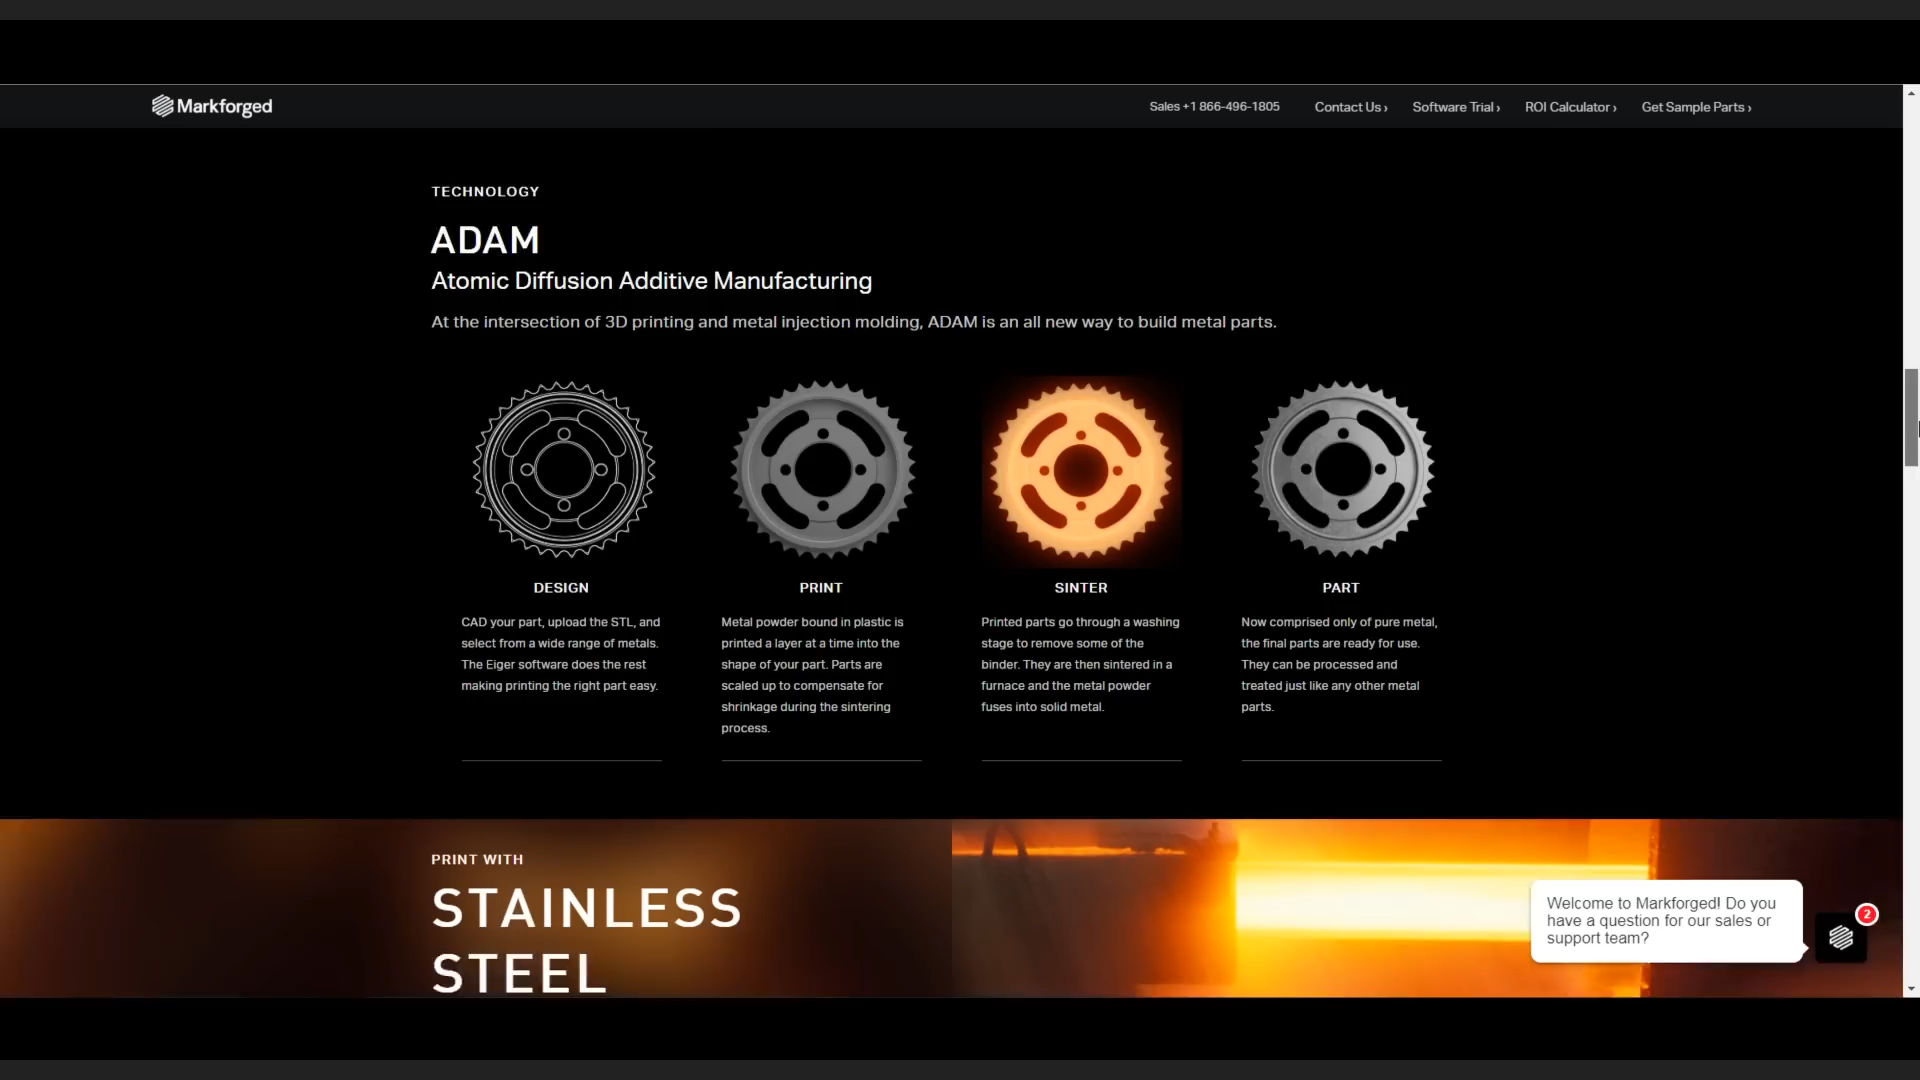 Markforged
Sales +1 866-496-1805
Contact Us ›
Software Trial ›
ROI Calculator ›
Get Sample Parts ›
TECHNOLOGY
ADAM
Atomic Diffusion Additive Manufacturing
At the intersection of 3D printing and metal injection molding, ADAM is an all new way to build metal parts.
DESIGN
CAD your part, upload the STL, and
select from a wide range of metals.
The Eiger software does the rest
making printing the right part easy.
PRINT
Metal powder bound in plastic is
printed a layer at a time into the
shape of your part. Parts are
scaled up to compensate for
shrinkage during the sintering
process.
SINTER
Printed parts go through a washing
stage to remove some of the
binder. They are then sintered in a
furnace and the metal powder
fuses into solid metal.
PART
Now comprised only of pure metal,
the final parts are ready for use.
They can be processed and
treated just like any other metal
parts.
PRINT WITH
STAINLESS
STEEL
Welcome to Markforged! Do you
have a question for our sales or
support team?
2